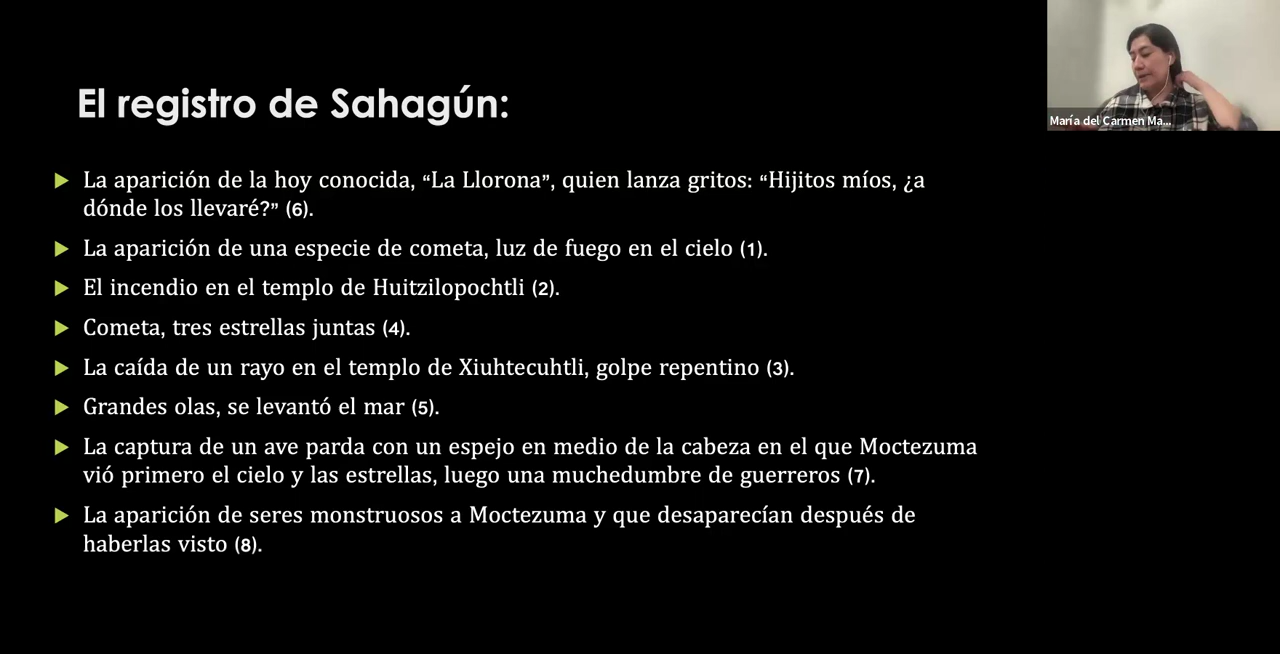 El registro de Sahagún:
La aparición de la hoy conocida, “La Llorona”, quien lanza gritos: “Hijitos míos, ¿a
dónde los llevaré?” (6).
La aparición de una especie de cometa, luz de fuego en el cielo (1).
El incendio en el templo de Huitzilopochtli (2).
Cometa, tres estrellas juntas (4).
La caída de un rayo en el templo de Xiuhtecuhtli, golpe repentino (3).
Grandes olas, se levantó el mar (5).
La captura de un ave parda con un espejo en medio de la cabeza en el que Moctezuma
vió primero el cielo y las estrellas, luego una muchedumbre de guerreros (7).
La aparición de seres monstruosos a Moctezuma y que desaparecían después de
haberlas visto (8).
María del Carmen Ma...